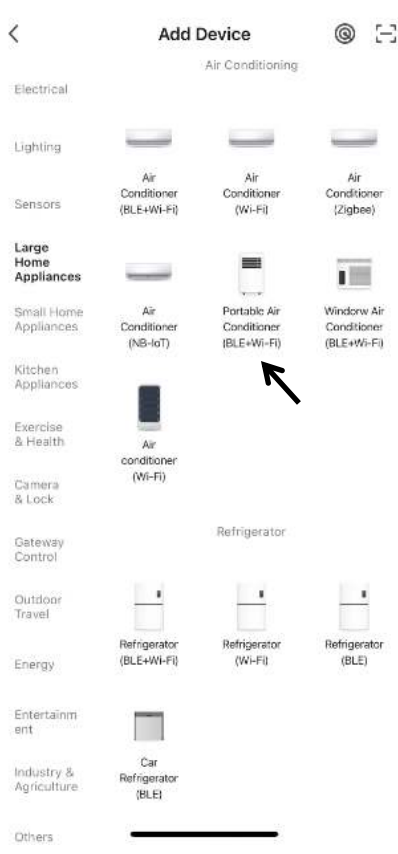 Add Device
Air Conditioning
Electrical
Lighting
Sensors
Large
Home
Appliances
Small Home
Appliances
Kitchen
Appliances
Exercise
& Health
Camera
& Lock
Gateway
Control
Outdoor
Travel
Energy
Entertainm
ent
Industry &
Agriculture
Others
Air
Conditioner
(BLE+Wi-Fi)
Air
Conditioner
(Wi-Fi)
Air
Conditioner
(Zigbee)
Air
Conditioner
(NB-IoT)
Portable Air
Conditioner
(BLE+Wi-Fi)
Windorw Air
Conditioner
(BLE+Wi-Fi)
Air
conditioner
(Wi-Fi)
Refrigerator
Refrigerator
(BLE+Wi-Fi)
Refrigerator
(Wi-Fi)
Refrigerator
(BLE)
Car
Refrigerator
(BLE)